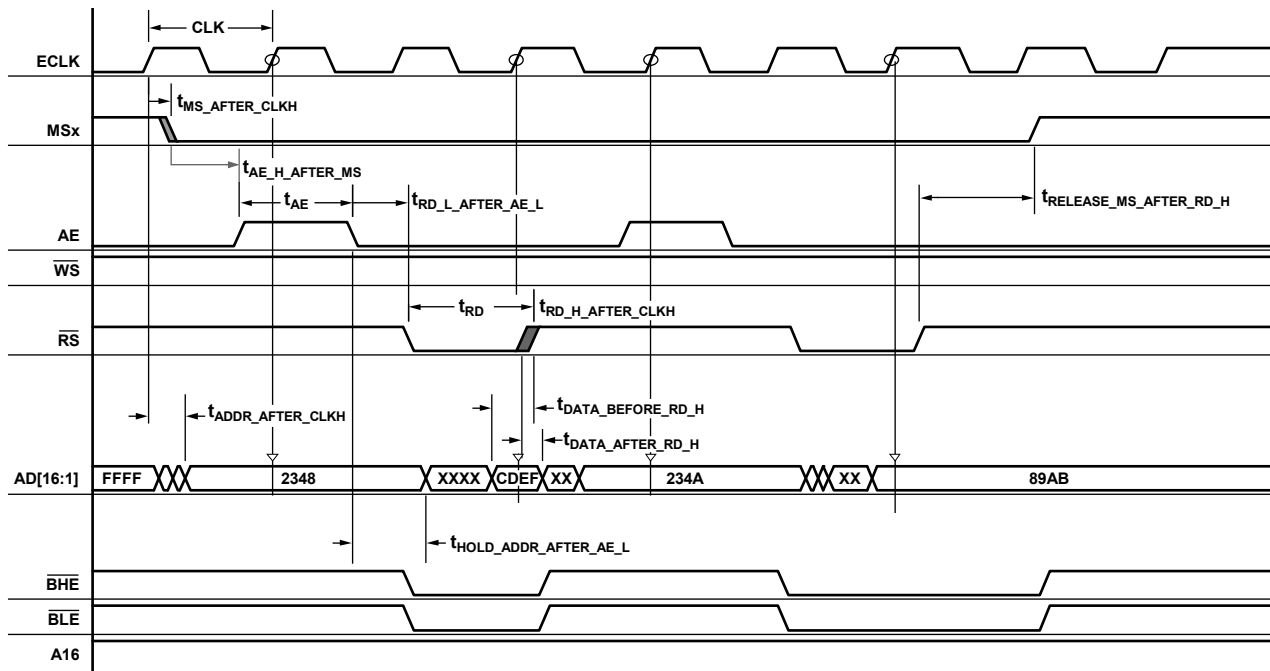 CLK
ECLK
tMS_AFTER_CLKH
MSx
tAE_H_AFTER_MS
tAE
tRD_L_AFTER_AE_L
tRELEASE_MS_AFTER_RD_H
AE
WS
tRD
tRD_H_AFTER_CLKH
RS
tADDR_AFTER_CLKH
tDATA_BEFORE_RD_H
tDATA_AFTER_RD_H
AD[16:1] FFFF 2348 XXXX CDEF XX 234A XX 89AB
tHOLD_ADDR_AFTER_AE_L
BHE
BLE
A16